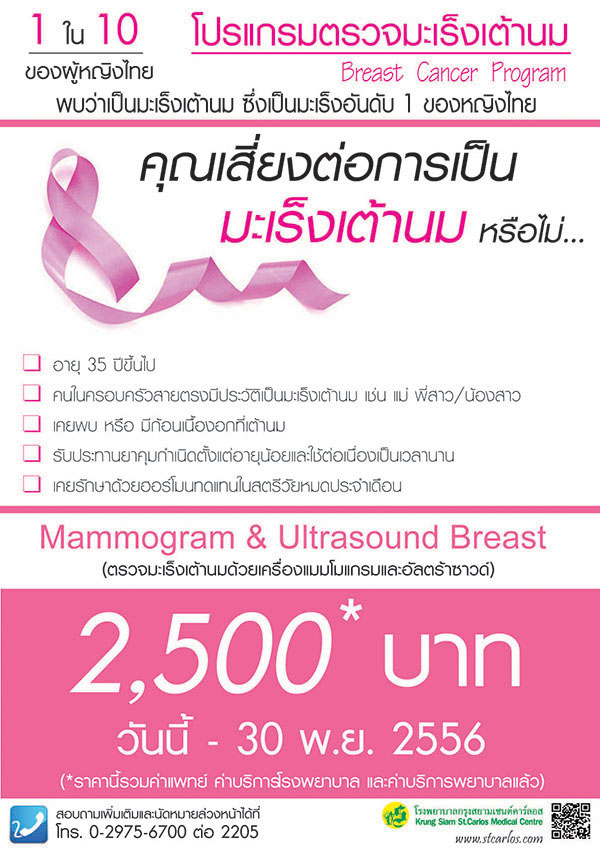 1 ใน 10
ของผู้หญิงไทย
โปรแกรมตรวจมะเร็งเต้านม
Breast Cancer Program
พบว่าเป็นมะเร็งเต้านม ซึ่งเป็นมะเร็งอันดับ 1 ของหญิงไทย
คุณเสี่ยงต่อการเป็น
มะเร็งเต้านม หรือไม่...
อายุ 35 ปีขึ้นไป
คนในครอบครัวสายตรงมีประวัติเป็นมะเร็งเต้านม เช่น แม่ พี่สาว/น้องสาว
เคยพบ หรือ มีก้อนเนื้องอกที่เต้านม
รับประทานยาคุมกำเนิดตั้งแต่อายุน้อยและใช้ต่อเนื่องเป็นเวลานาน
เคยรักษาด้วยฮอร์โมนทดแทนในสตรีวัยหมดประจำเดือน
Mammogram & Ultrasound Breast
(ตรวจมะเร็งเต้านมด้วยเครื่องแมมโมแกรมและอัลตร้าซาวด์)
2,500* บาท
วันนี้ - 30 พ.ย. 2556
(*ราคานี้รวมค่าแพทย์ ค่าบริการโรงพยาบาล และค่าบริการพยาบาลแล้ว)
สอบถามเพิ่มเติมและนัดหมายล่วงหน้าได้ที่
โทร. 0-2975-6700 ต่อ 2205
โรงพยาบาลกรุงสยามเซนต์คาร์ลอส
Krung Siam St.Carlos Medical Centre
www.stcarlos.com